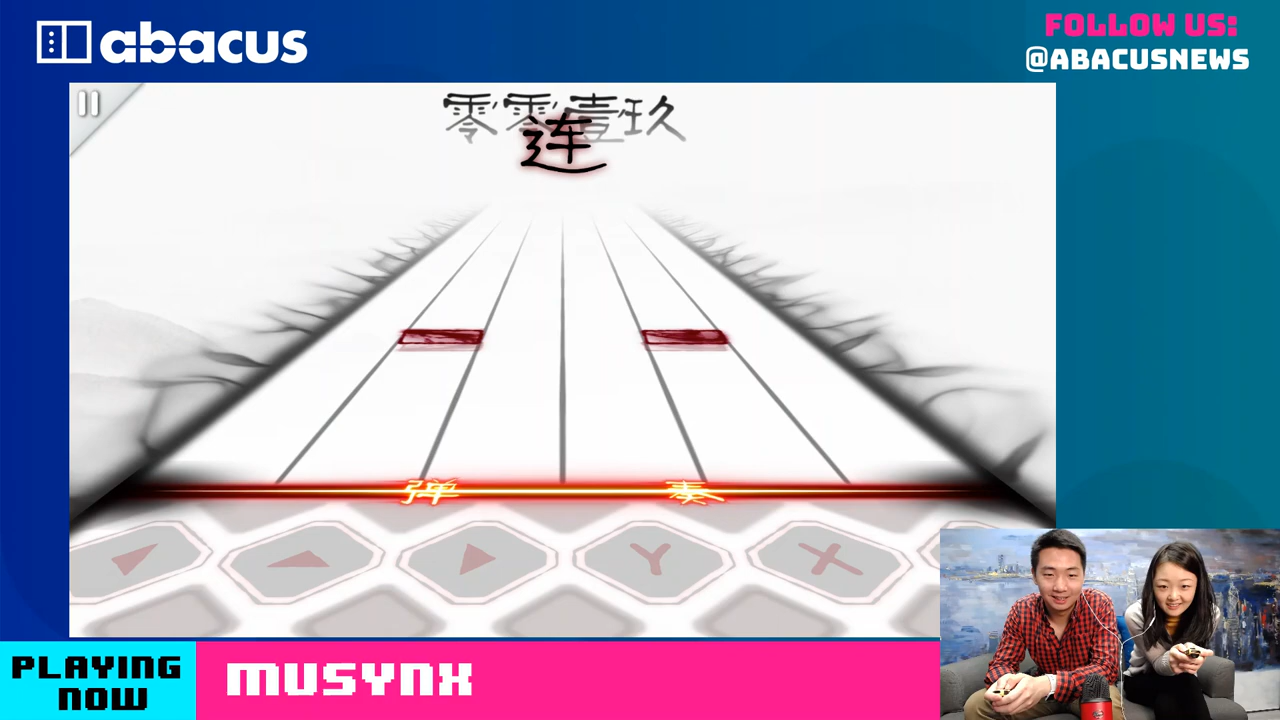 abacus
FOLLOW US:
@ABACUSNEWS
零零壹玖
连
弹 奏
Y X
PLAYING
NOW
MUSYNX